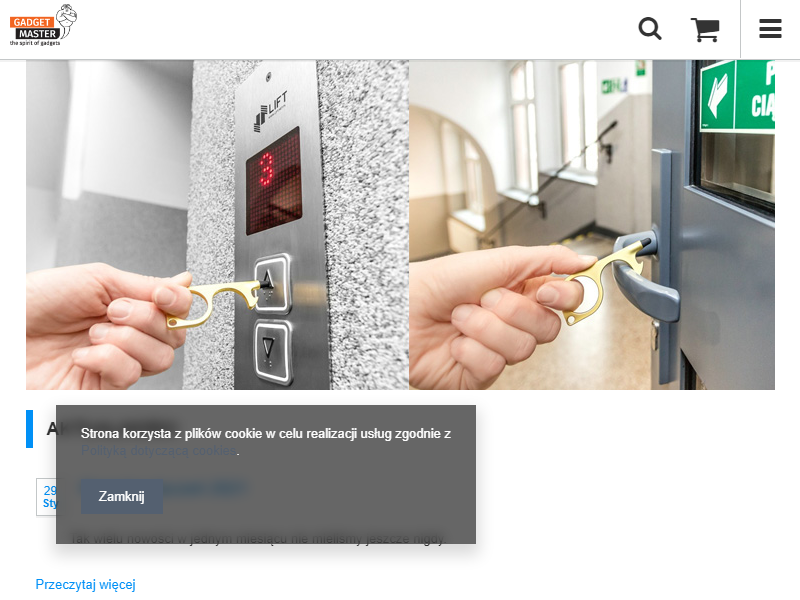 GADGET
MASTER
the spirit of gadgets
LIFT
3
P
CIĄ
Strona korzysta z plików cookie w celu realizacji usług zgodnie z
Polityką dotyczącą cookies.
29
Sty
Zamknij
Tak wielu nowości w jednym miesiącu nie mieliśmy jeszcze nigdy
Przeczytaj więcej